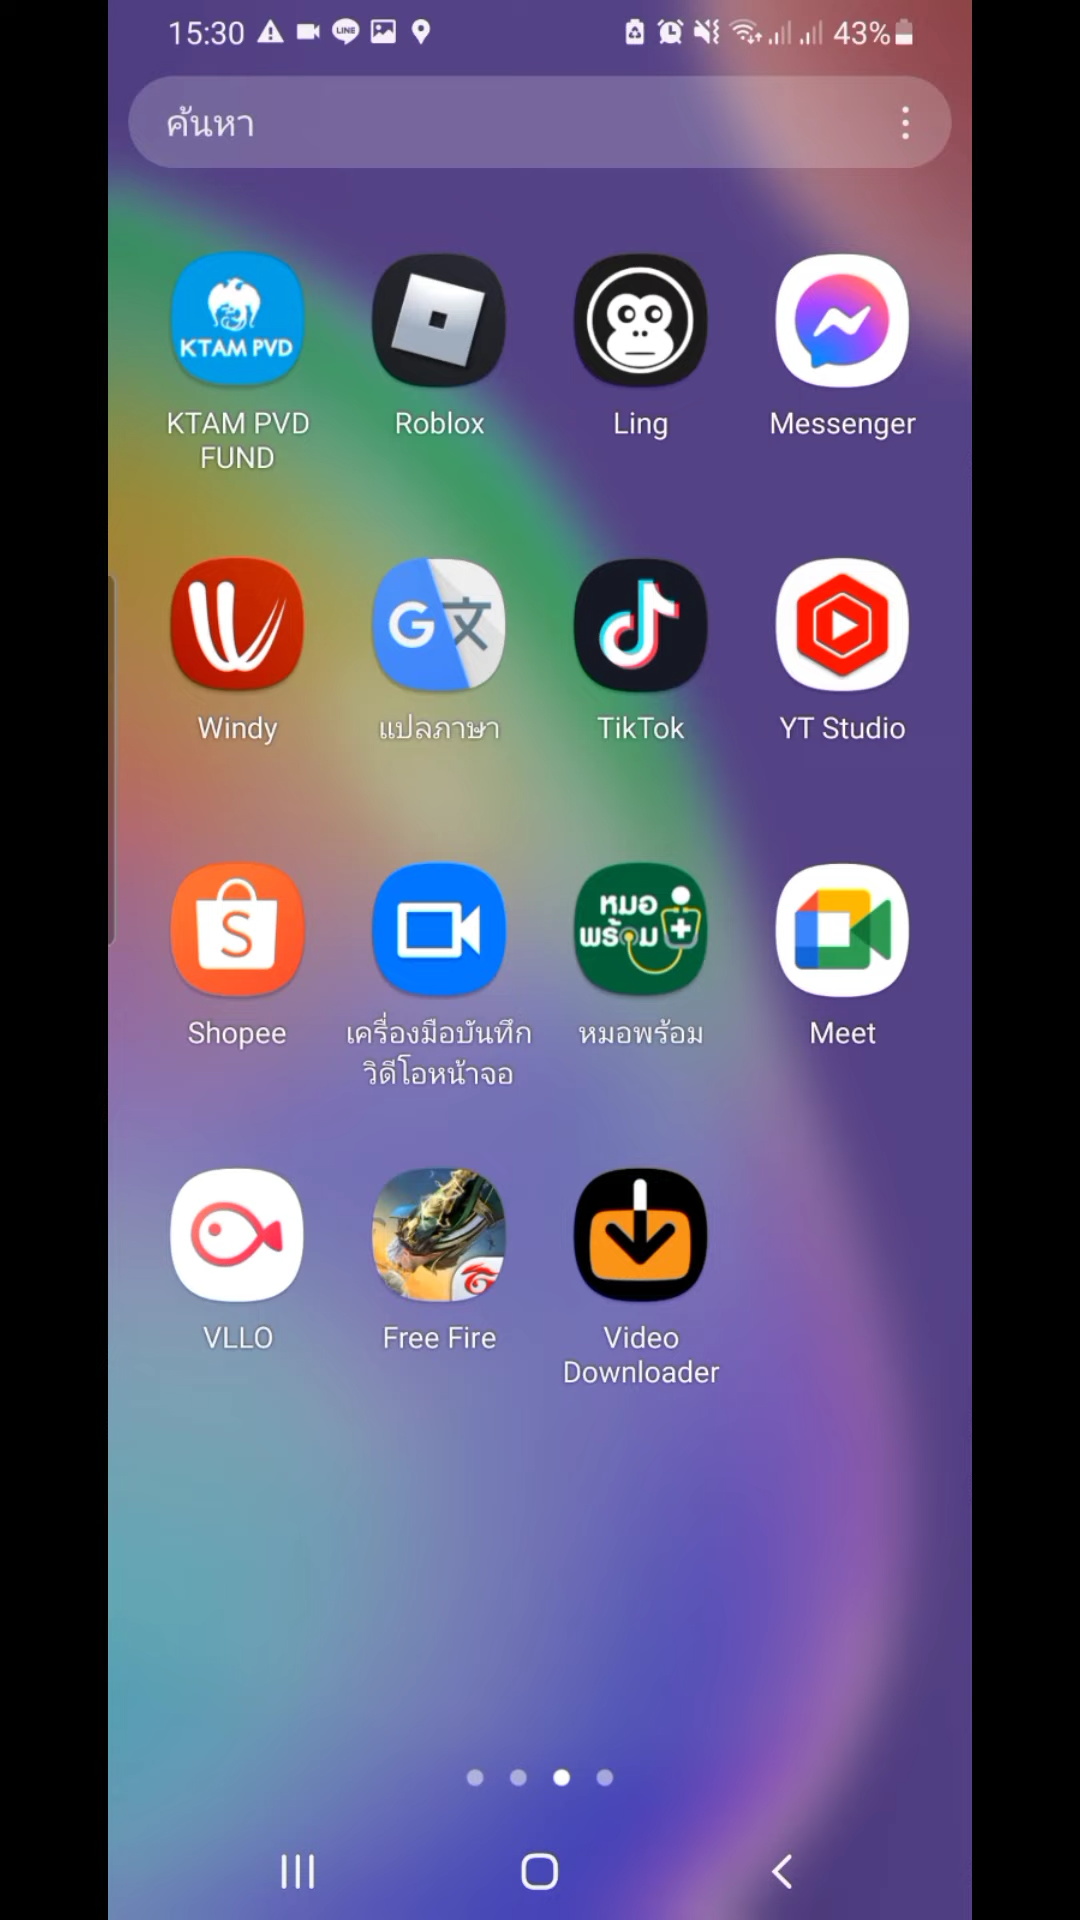 15:30 LINE 43%
ค้นหา
KTAM PVD
KTAM PVD
FUND
Roblox
Ling
Messenger
Windy
G文
แปลภาษา
TikTok
YT Studio
S
Shopee
เครื่องมือบันทึก
วิดีโอหน้าจอ
หมอ
พร้อม
หมอพร้อม
Meet
VLLO
Free Fire
Video
Downloader